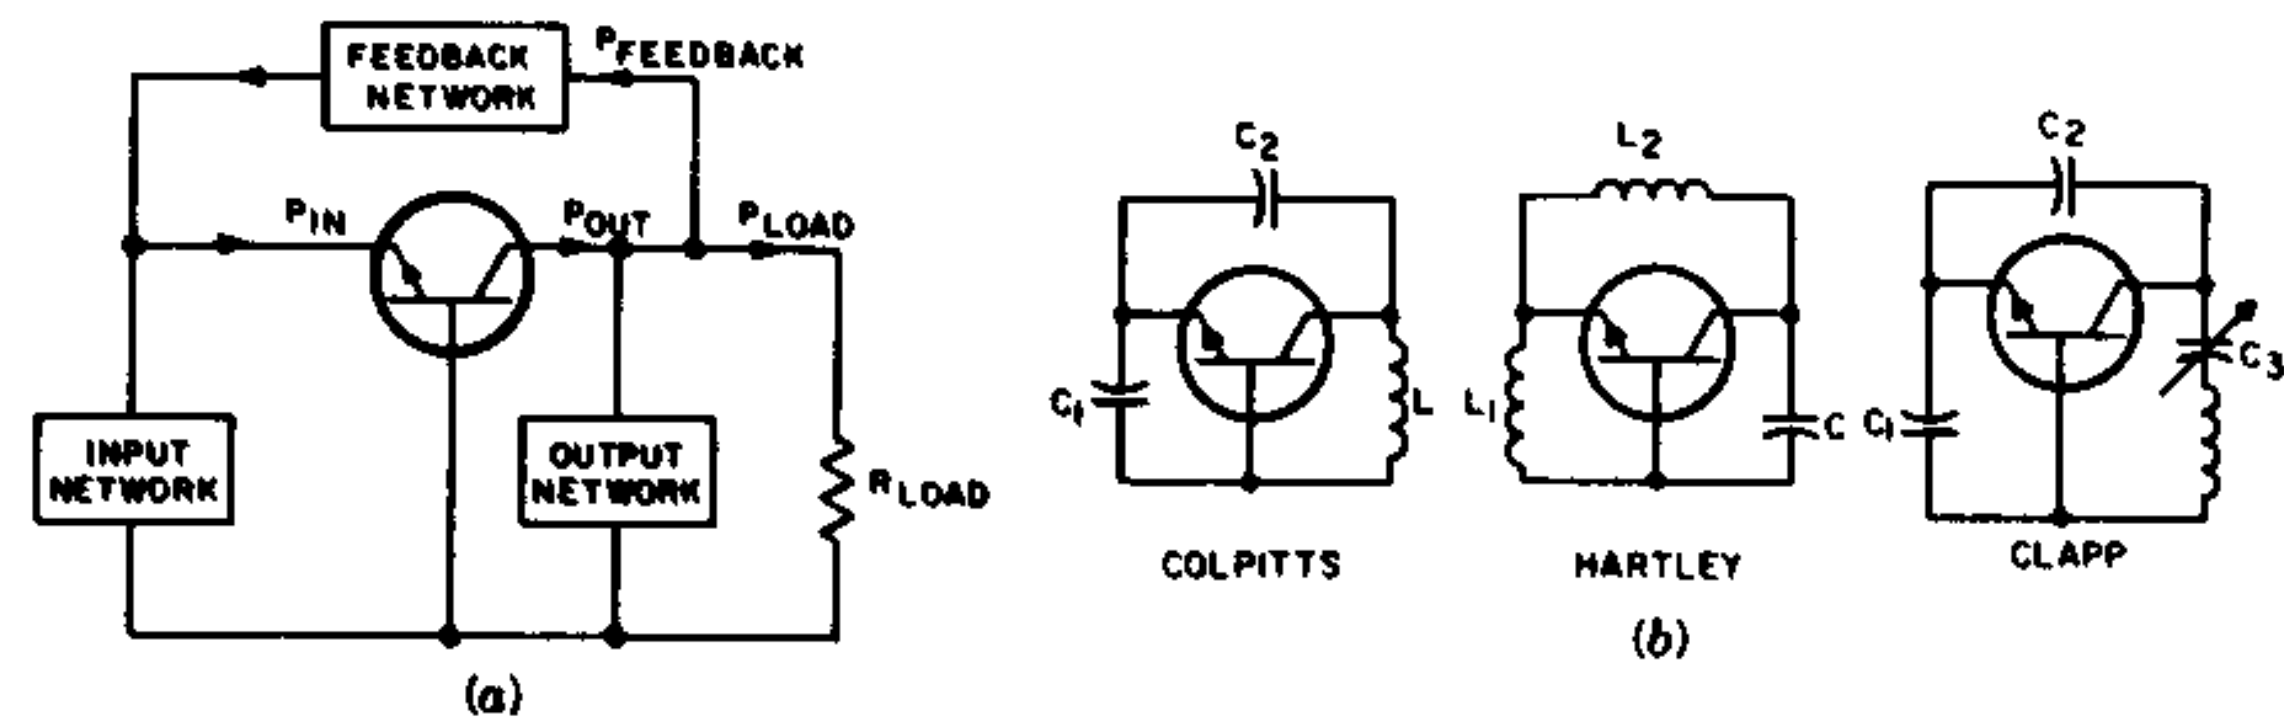 FEEDBACK
NETWORK
PFEEDBACK
PIN
POUT
PLOAD
INPUT
NETWORK
OUTPUT
NETWORK
RLOAD
(a)
C2
C1
L
COLPITTS
L2
L1
C
HARTLEY
C2
C1
C3
CLAPP
(b)